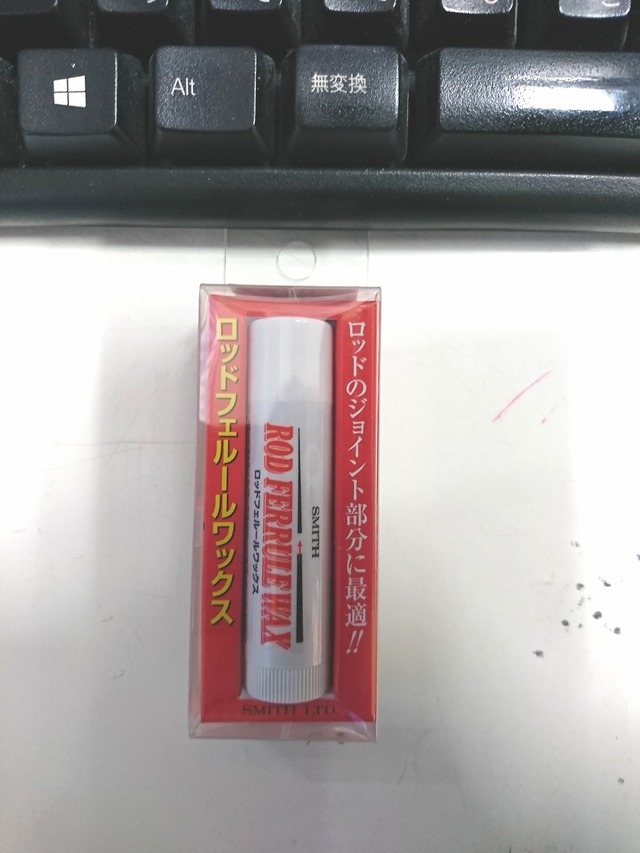 Alt
無変換
ロッドのジョイント部分に最適!!
SMITH
ROD FERRULE WAX
ロッドフェルールワックス
ロッドフェルールワックス
SMITH LTD